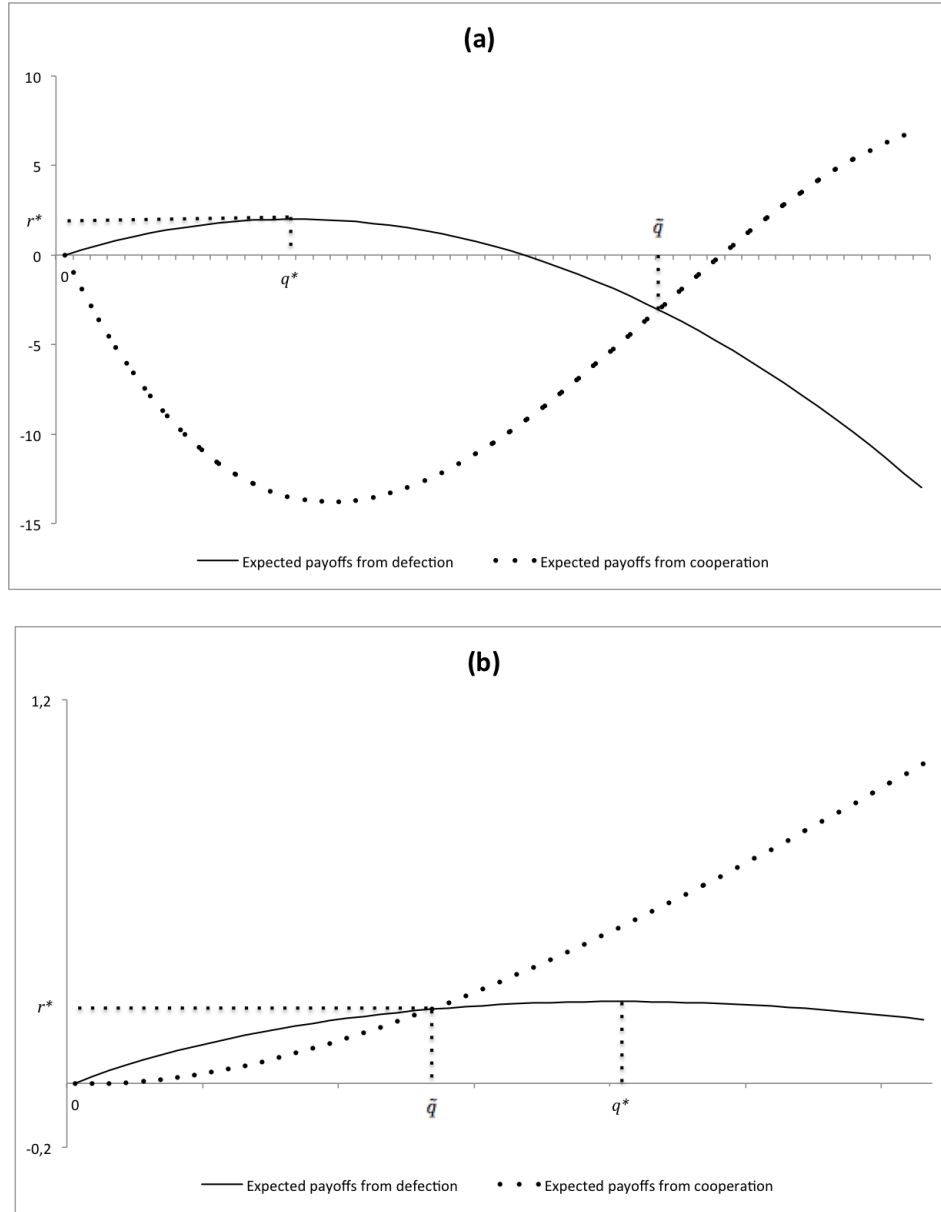 (a)
10
5
r*
q̃
0
0
q*
-5
-10
-15
Expected payoffs from defection Expected payoffs from cooperation
(b)
1,2
r*
0
q̃
q*
-0,2
Expected payoffs from defection Expected payoffs from cooperation